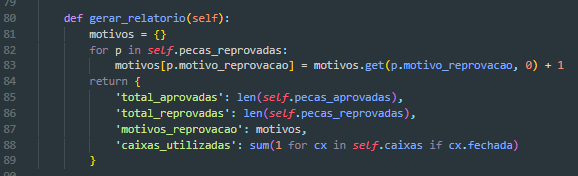 79
80 def gerar_relatorio(self):
81 motivos = {}
82 for p in self.pecas_reprovadas:
83 motivos[p.motivo_reprovacao] = motivos.get(p.motivo_reprovacao, 0) + 1
84 return {
85 'total_aprovadas': len(self.pecas_aprovadas),
86 'total_reprovadas': len(self.pecas_reprovadas),
87 'motivos_reprovacao': motivos,
88 'caixas_utilizadas': sum(1 for cx in self.caixas if cx.fechada)
89 }
90